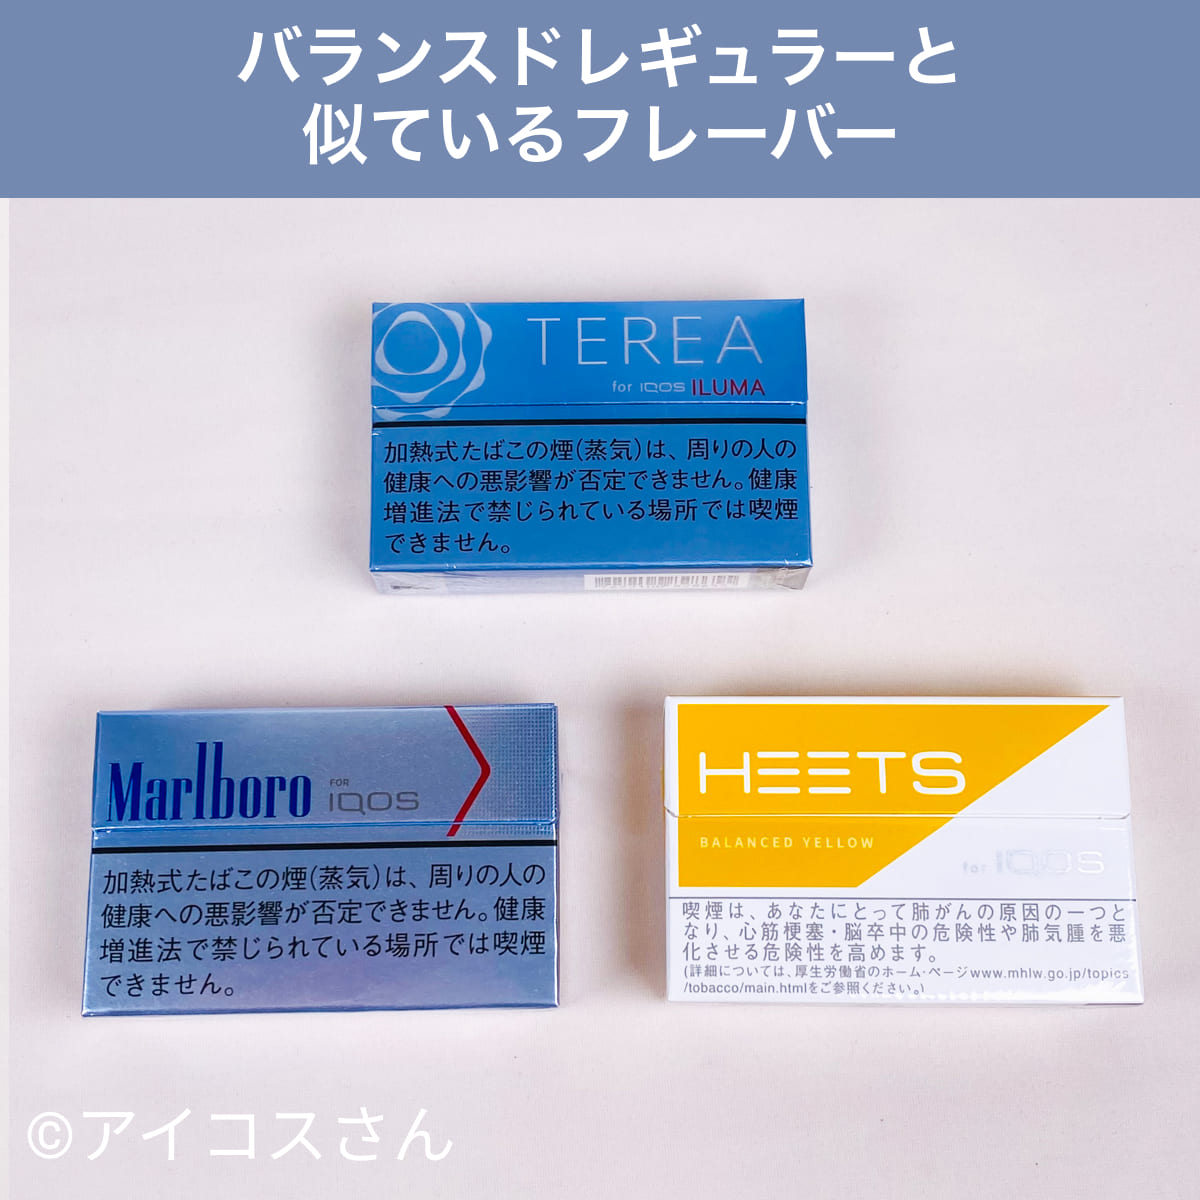 バランスドレギュラーと
似ているフレーバー
TEREA
for IQOS ILUMA
加熱式たばこの煙(蒸気)は、周りの人の
健康への悪影響が否定できません。健康
増進法で禁じられている場所では喫煙
できません。
Marlboro FOR IQOS
加熱式たばこの煙(蒸気)は、周りの人の
健康への悪影響が否定できません。健康
増進法で禁じられている場所では喫煙
できません。
HEETS
BALANCED YELLOW
for IQOS
喫煙は、あなたにとって肺がんの原因の一つと
なり、心筋梗塞・脳卒中の危険性や肺気腫を悪
化させる危険性を高めます。
(詳細については、厚生労働省のホーム・ページwww.mhlw.go.jp/topics
/tobacco/main.htmlをご参照ください。)
©アイコスさん